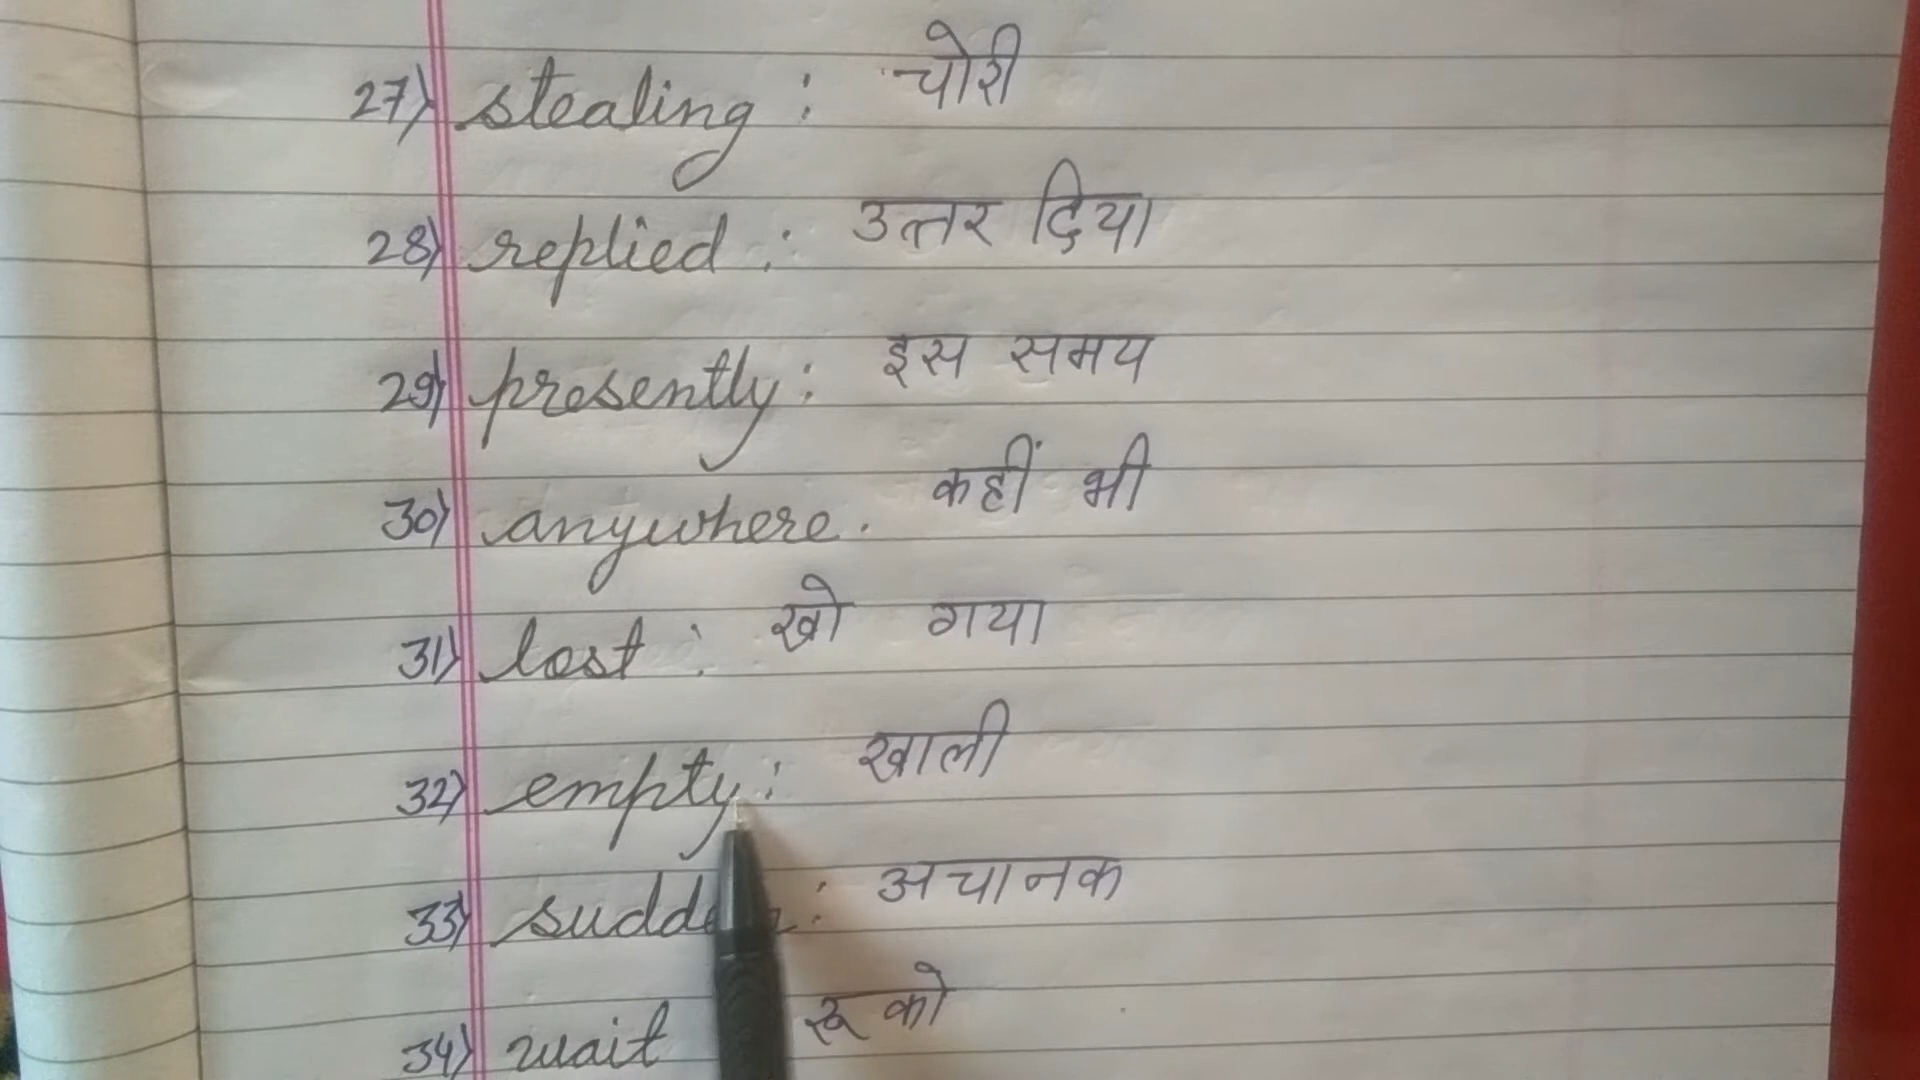 27) stealing : चोरी
28) replied : उत्तर दिया
29) presently : इस समय
30) anywhere. कहीं भी
31) lost : खो गया
32) empty : खाली
33) : अचानक
34) wait रूको